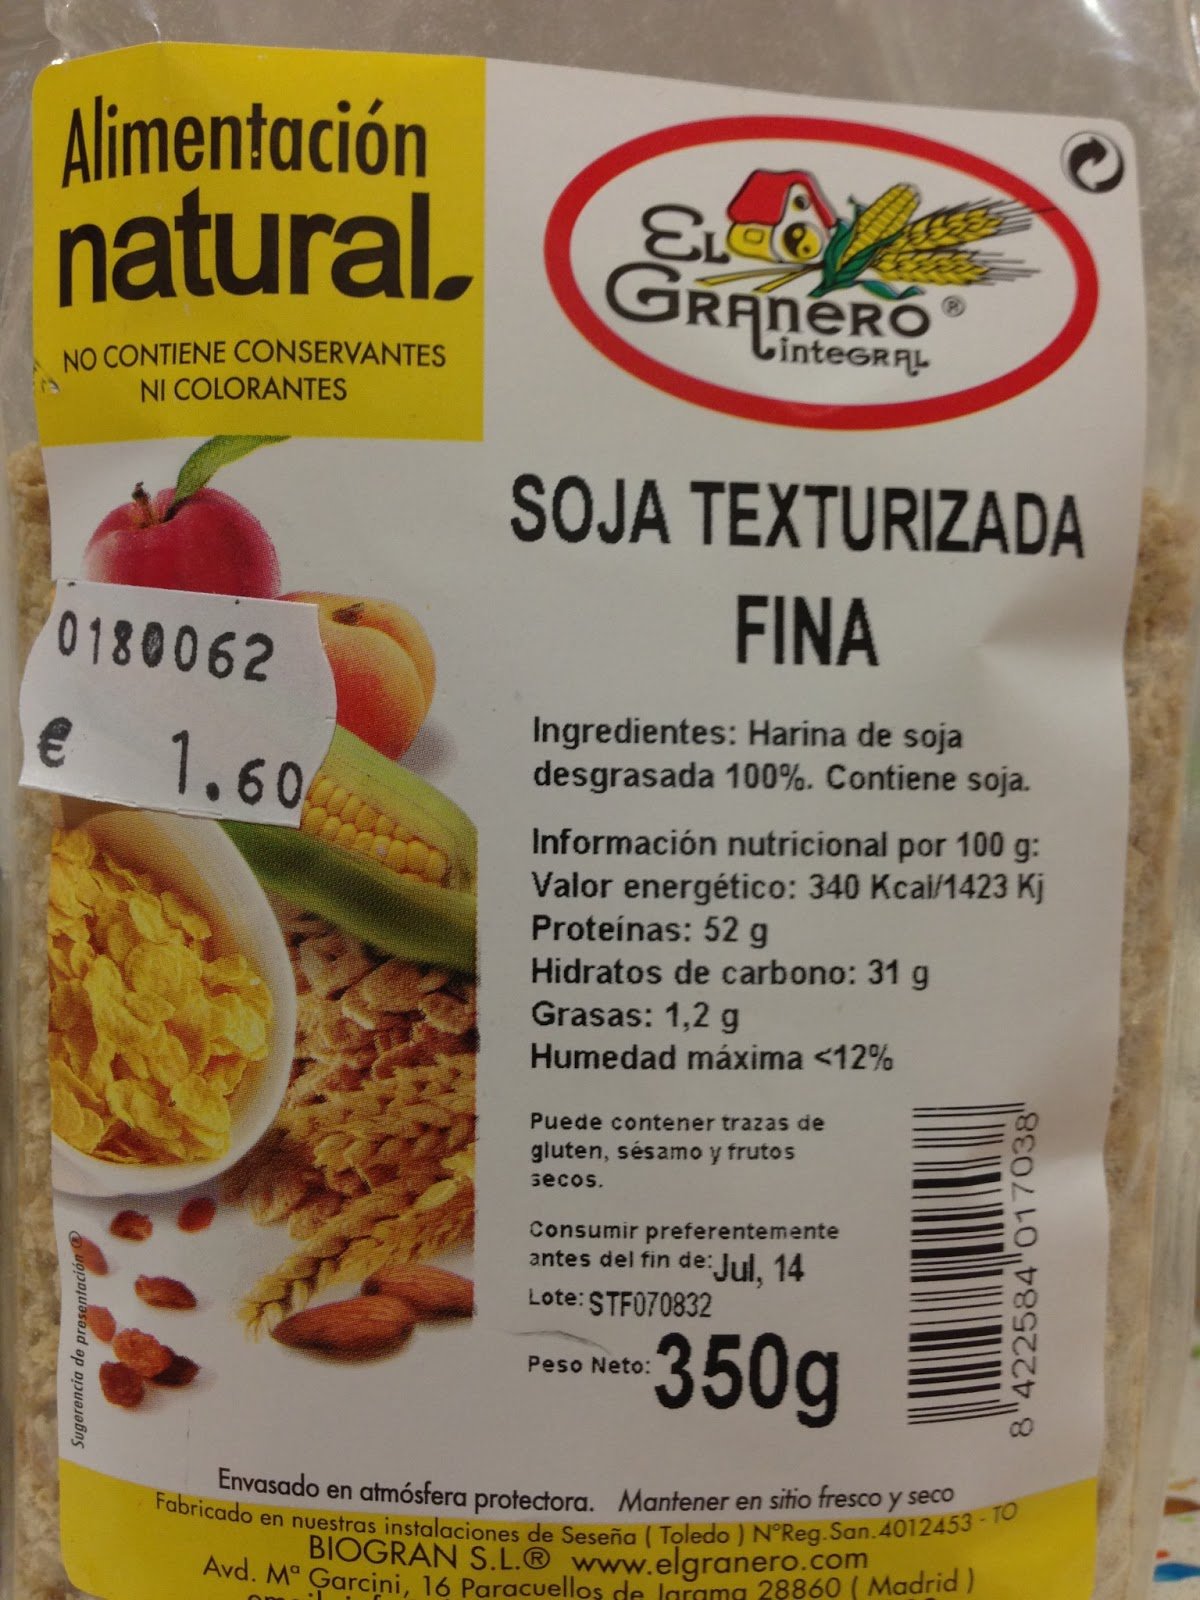 Alimentación
natural
NO CONTIENE CONSERVANTES
NI COLORANTES
EL
GRANERO ®
integral
SOJA TEXTURIZADA
FINA
0180062
€ 1.60
Ingredientes: Harina de soja
desgrasada 100%. Contiene soja.
Información nutricional por 100 g:
Valor energético: 340 Kcal/1423 Kj
Proteínas: 52 g
Hidratos de carbono: 31 g
Grasas: 1,2 g
Humedad máxima <12%
Puede contener trazas de
gluten, sésamo y frutos
secos.
Consumir preferentemente
antes del fin de: Jul, 14
Lote: STF070832
Peso Neto: 350g
8 422584 017038
Sugerencia de presentación ®
Envasado en atmósfera protectora. Mantener en sitio fresco y seco
Fabricado en nuestras instalaciones de Seseña ( Toledo ) NºReg.San.4012453 - TO
BIOGRAN S.L.® www.elgranero.com
Avd. Mª Garcini, 16 Paracuellos de Jarama 28860 ( Madrid )